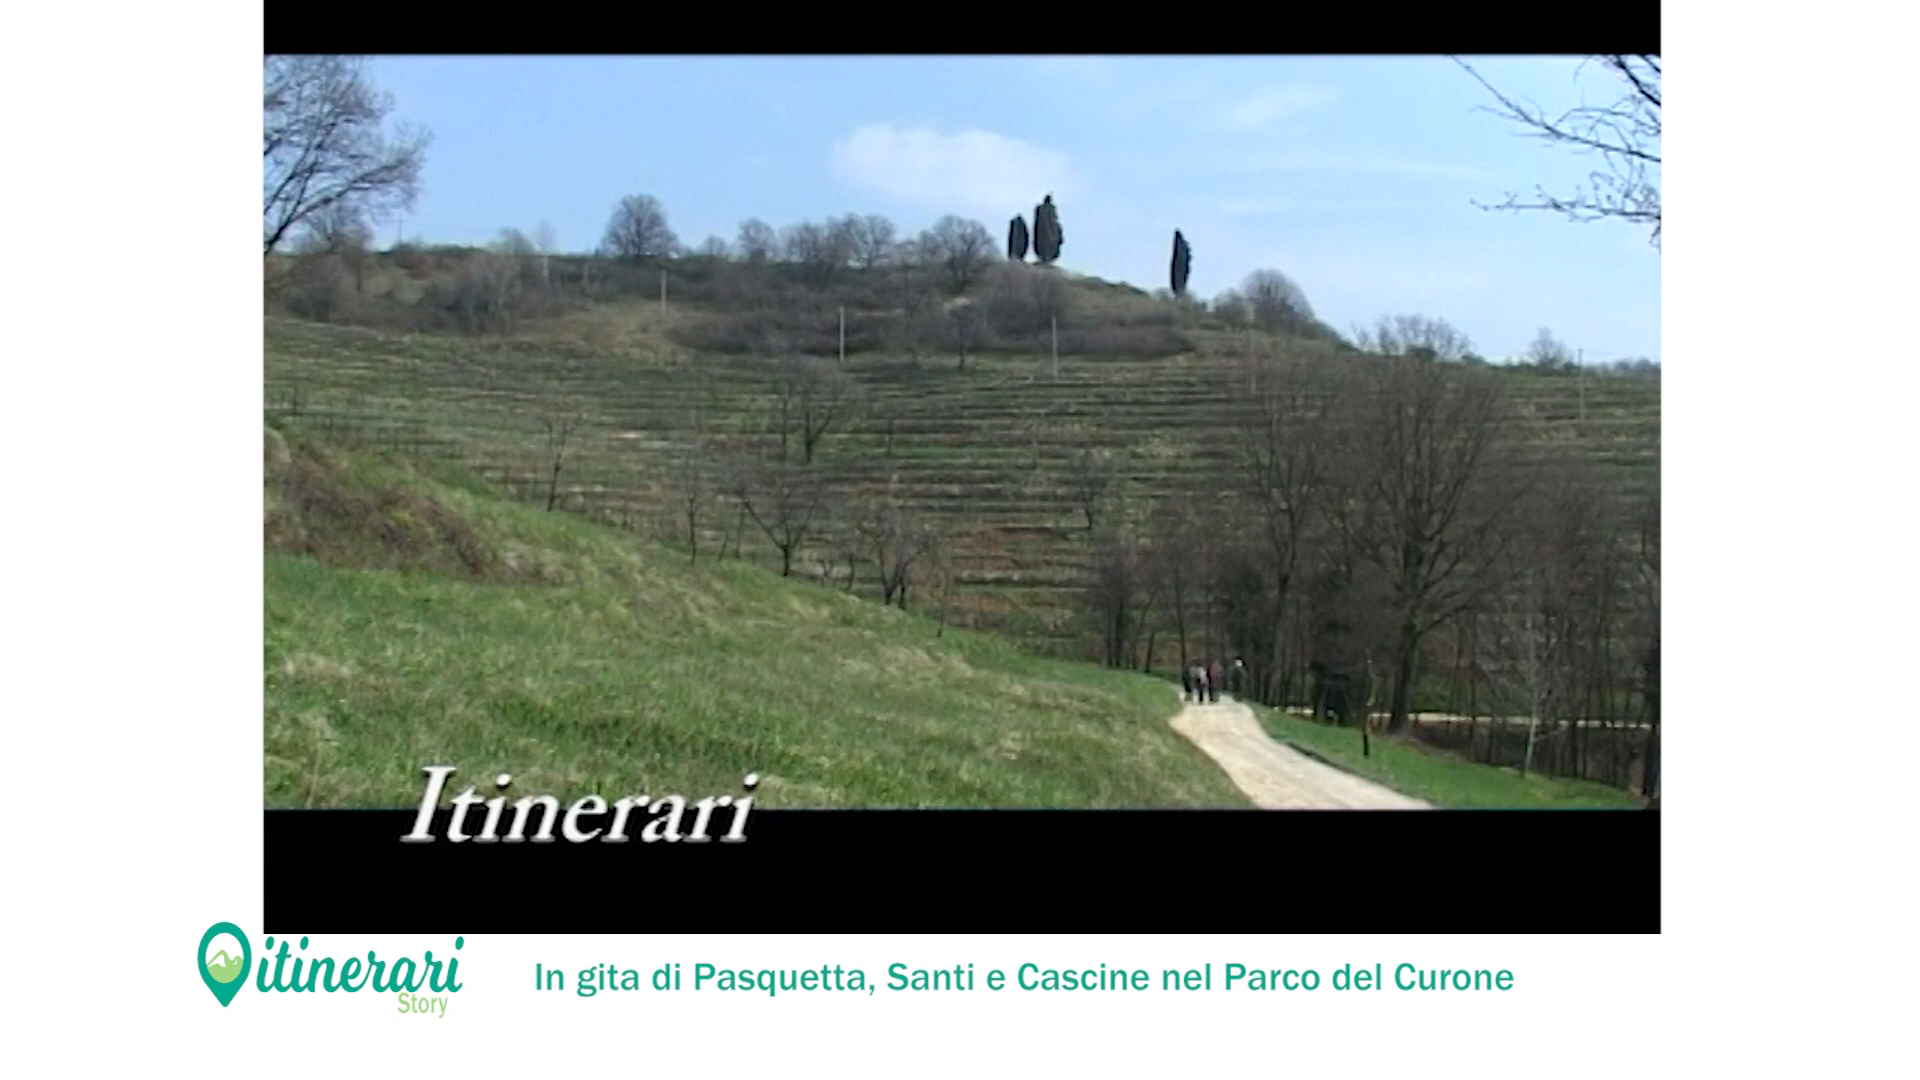 Itinerari
itinerari
Story
In gita di Pasquetta, Santi e Cascine nel Parco del Curone